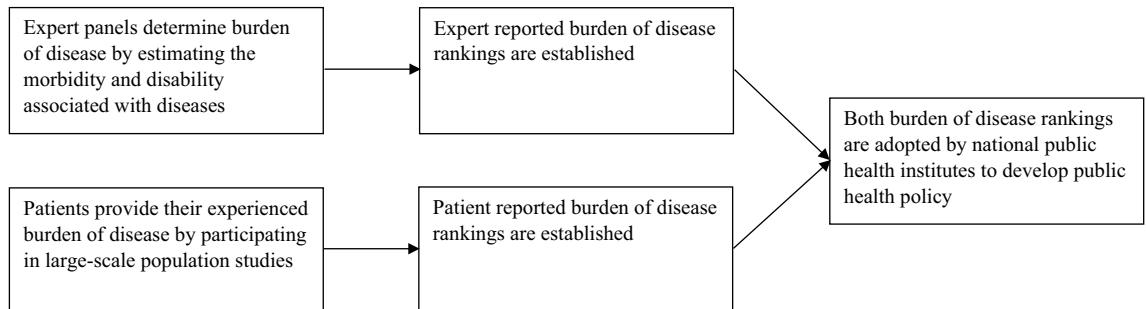 Expert panels determine burden
of disease by estimating the
morbidity and disability
associated with diseases
Expert reported burden of disease
rankings are established
Both burden of disease rankings
are adopted by national public
health institutes to develop public
health policy
Patients provide their experienced
burden of disease by participating
in large-scale population studies
Patient reported burden of disease
rankings are established